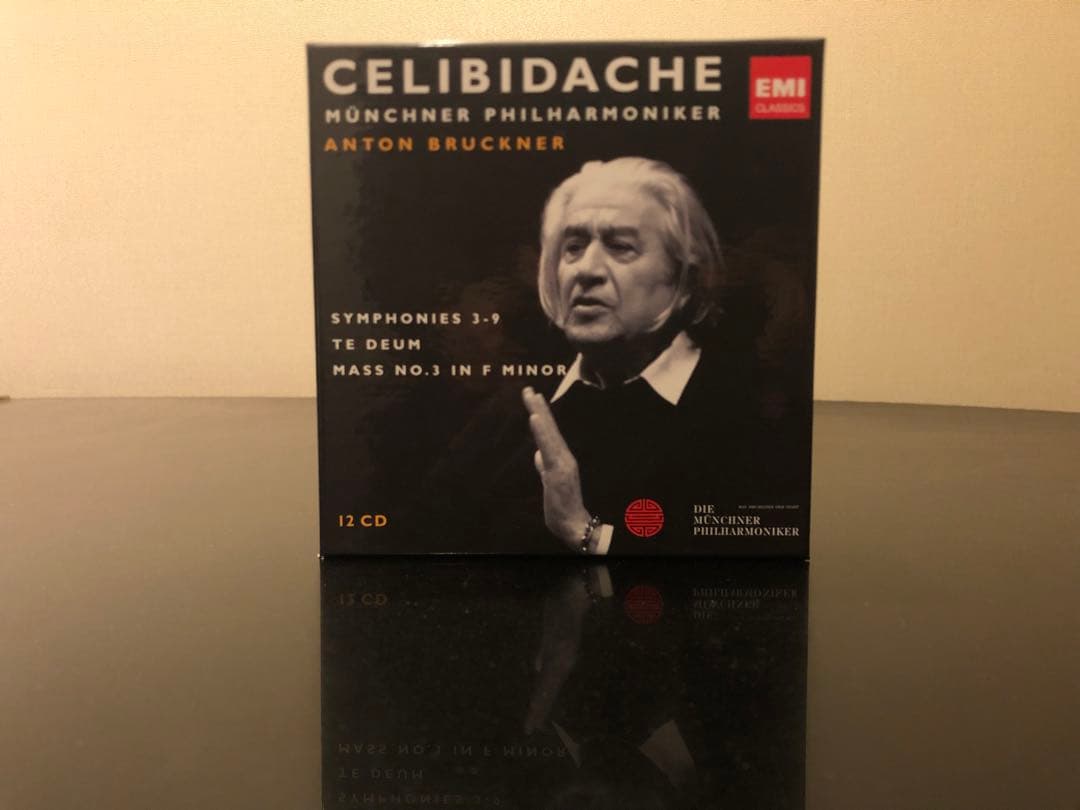 CELIBIDACHE
MÜNCHNER PHILHARMONIKER
ANTON BRUCKNER
EMI
CLASSICS
SYMPHONIES 3-9
TE DEUM
MASS NO.3 IN F MINOR
12 CD
DIE
MÜNCHNER
PHILHARMONIKER